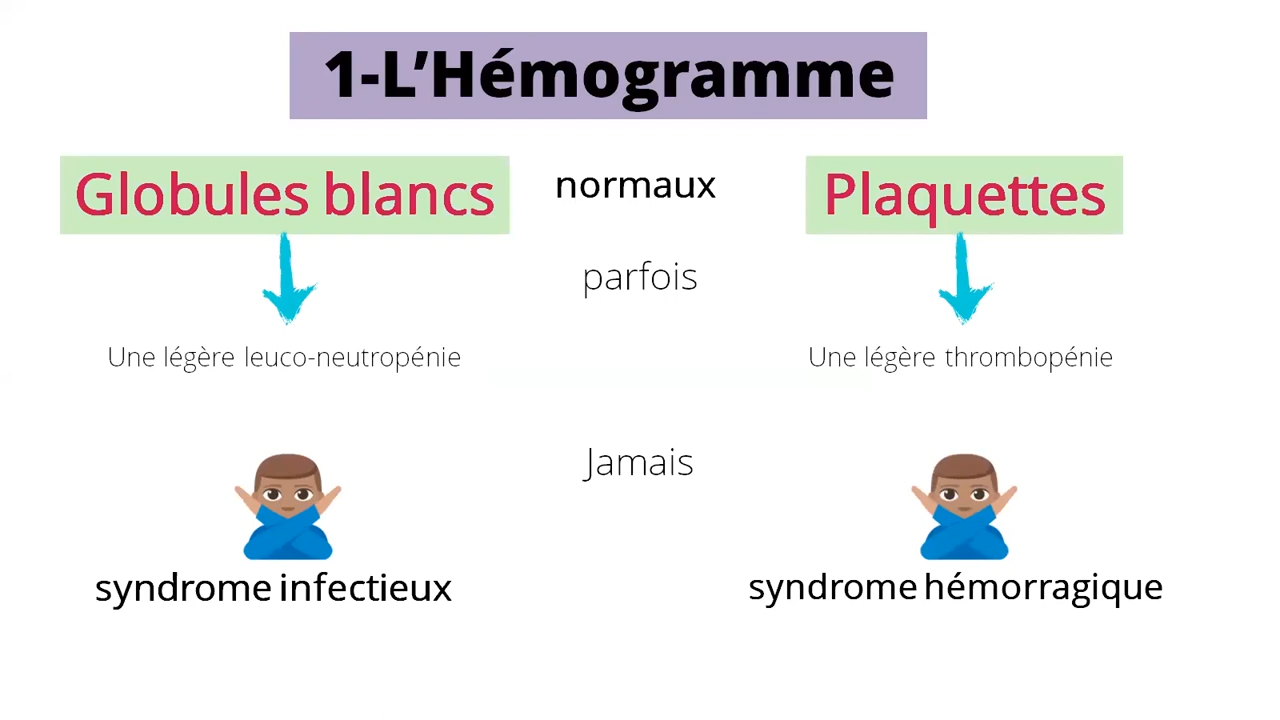 1-L’Hémogramme
Globules blancs
normaux
Plaquettes
parfois
Une légère leuco-neutropénie
Une légère thrombopénie
Jamais
syndrome infectieux
syndrome hémorragique